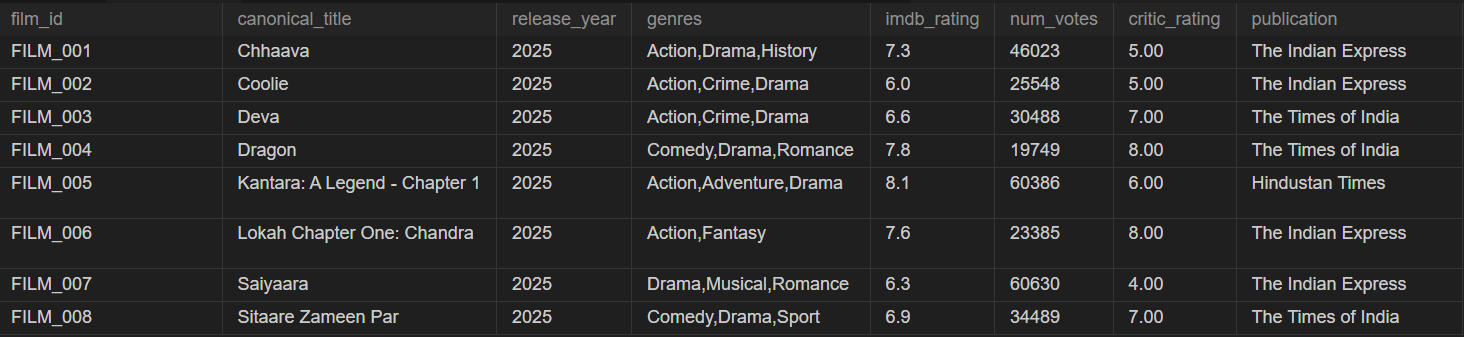 film_id canonical_title release_year genres imdb_rating num_votes critic_rating publication
FILM_001 Chhaava 2025 Action,Drama,History 7.3 46023 5.00 The Indian Express
FILM_002 Coolie 2025 Action,Crime,Drama 6.0 25548 5.00 The Indian Express
FILM_003 Deva 2025 Action,Crime,Drama 6.6 30488 7.00 The Times of India
FILM_004 Dragon 2025 Comedy,Drama,Romance 7.8 19749 8.00 The Times of India
FILM_005 Kantara: A Legend - Chapter 1 2025 Action,Adventure,Drama 8.1 60386 6.00 Hindustan Times
FILM_006 Lokah Chapter One: Chandra 2025 Action,Fantasy 7.6 23385 8.00 The Indian Express
FILM_007 Saiyaara 2025 Drama,Musical,Romance 6.3 60630 4.00 The Indian Express
FILM_008 Sitaare Zameen Par 2025 Comedy,Drama,Sport 6.9 34489 7.00 The Times of India